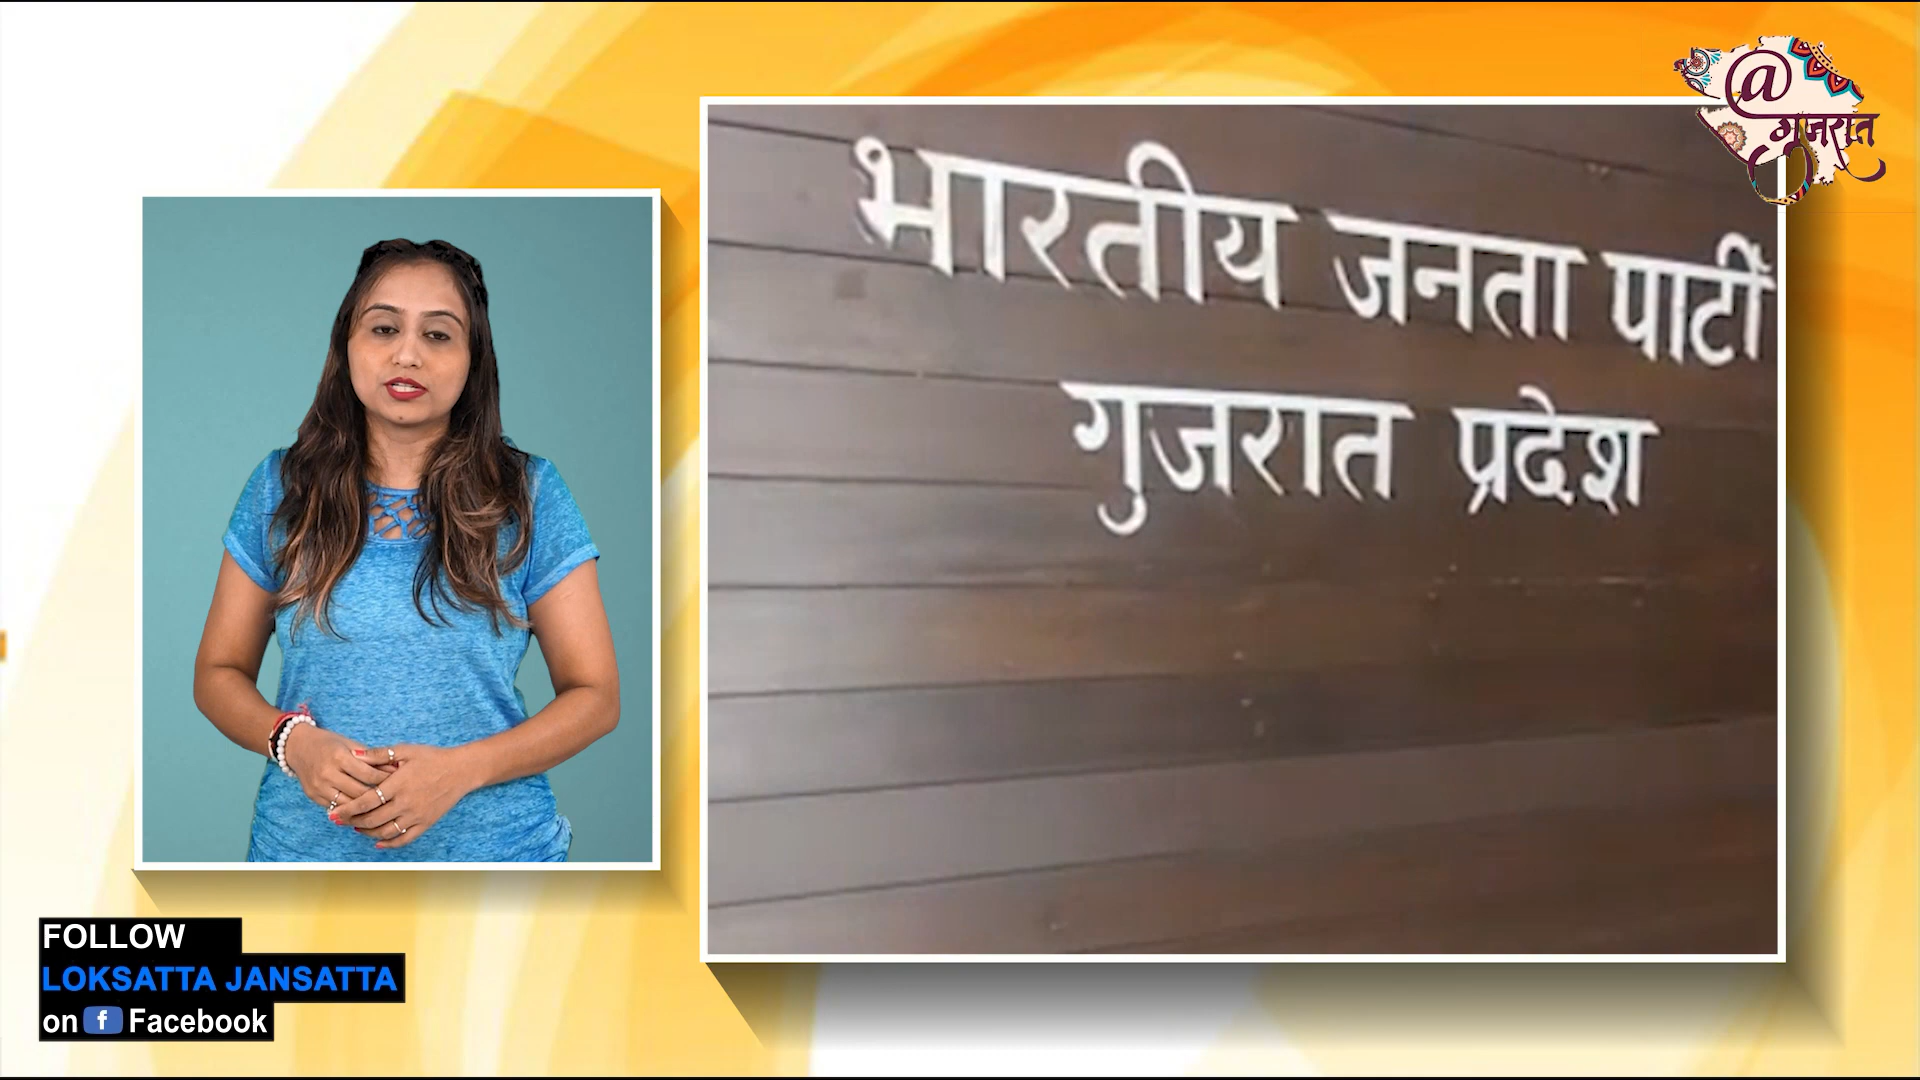 @
गुजरात
भारतीय जनता पार्टी
गुजरात प्रदेश
FOLLOW
LOKSATTA JANSATTA
on f Facebook